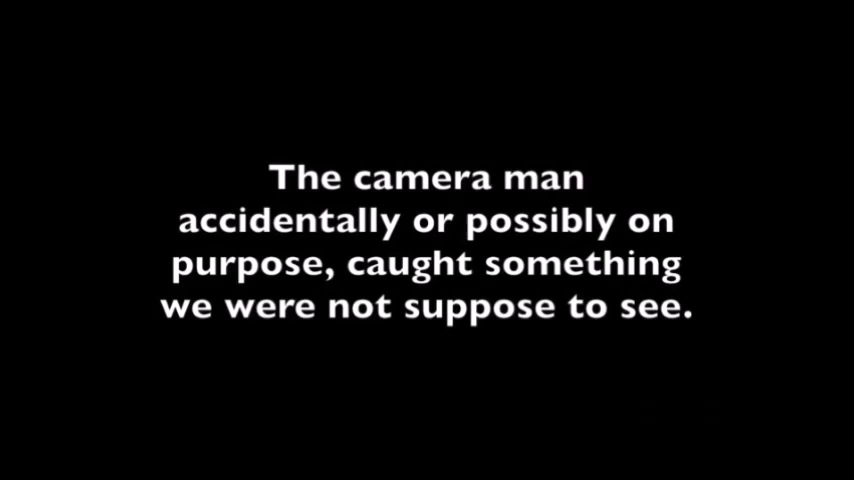 The camera man
accidentally or possibly on
purpose, caught something
we were not suppose to see.